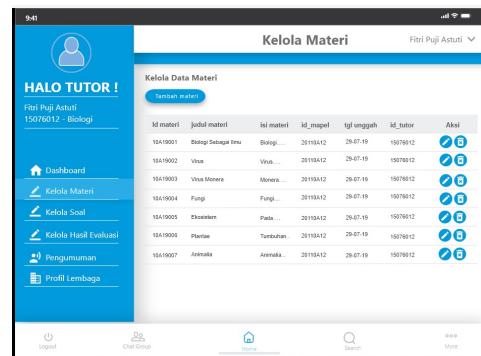 9:41
Kelola Materi
Fitri Puji Astuti
HALO TUTOR !
Fitri Puji Astuti
15076012 - Biologi
Dashboard
Kelola Materi
Kelola Soal
Kelola Hasil Evaluasi
Pengumuman
Profil Lembaga
Kelola Data Materi
Tambah materi
Id materi judul materi isi materi id_mapel tgl unggah id_tutor Aksi
10A19001 Biologi Sebagai Ilmu Biologi.... 20110A12 29-07-19 15076012
10A19002 Virus Virus.... 20110A12 29-07-19 15076012
10A19003 Virus Monera Monera.... 20110A12 29-07-19 15076012
10A19004 Fungi Fungi.... 20110A12 29-07-19 15076012
10A19005 Ekosistem Pada.... 20110A12 29-07-19 15076012
10A19006 Plantae Tumbuhan.. 20110A12 29-07-19 15076012
10A19007 Animalia Animalia.. 20110A12 29-07-19 15076012
Logout Chat Group Home Search More